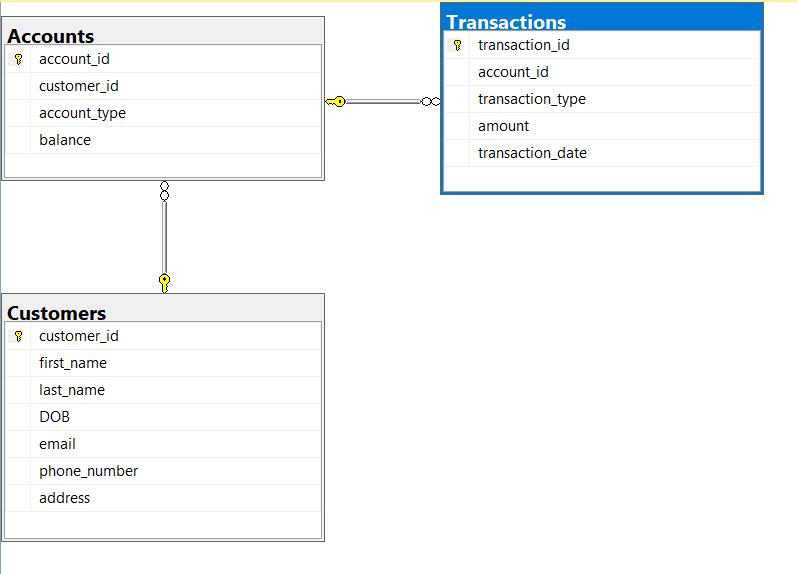 Accounts
account_id
customer_id
account_type
balance
Transactions
transaction_id
account_id
transaction_type
amount
transaction_date
Customers
customer_id
first_name
last_name
DOB
email
phone_number
address